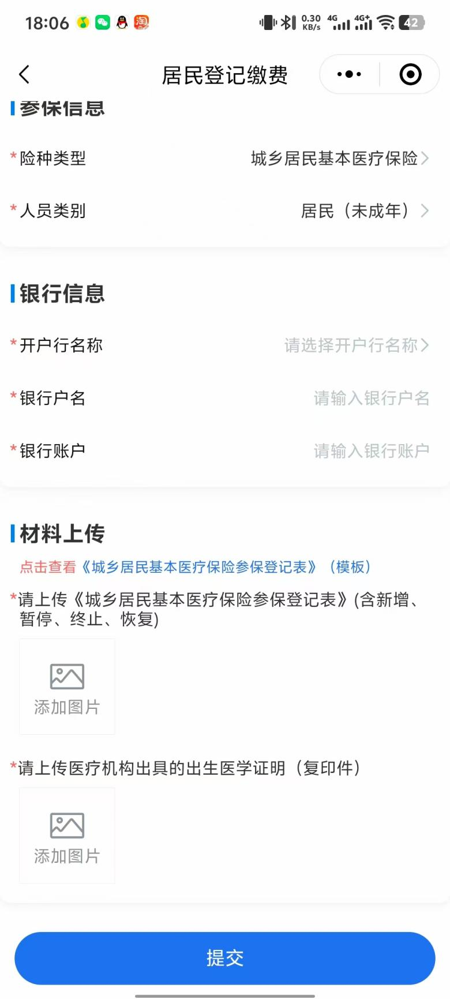 18:06 淘 0.30 KB/s 4G 4G+ 42
居民登记缴费
参保信息
*险种类型 城乡居民基本医疗保险
*人员类别 居民（未成年）
银行信息
*开户行名称 请选择开户行名称
*银行户名 请输入银行户名
*银行账户 请输入银行账户
材料上传
点击查看《城乡居民基本医疗保险参保登记表》（模板）
*请上传《城乡居民基本医疗保险参保登记表》(含新增、
暂停、终止、恢复)
添加图片
*请上传医疗机构出具的出生医学证明（复印件）
添加图片
提交